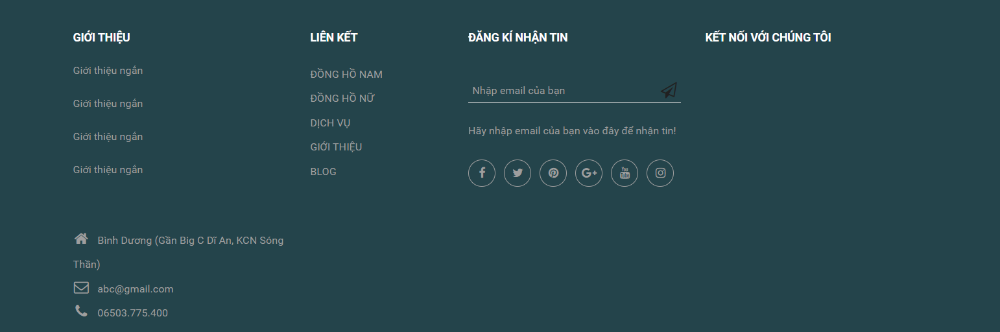 GIỚI THIỆU
Giới thiệu ngắn
Giới thiệu ngắn
Giới thiệu ngắn
Giới thiệu ngắn
Bình Dương (Gần Big C Dĩ An, KCN Sóng
Thần)
abc@gmail.com
06503.775.400
LIÊN KẾT
ĐỒNG HỒ NAM
ĐỒNG HỒ NỮ
DỊCH VỤ
GIỚI THIỆU
BLOG
ĐĂNG KÍ NHẬN TIN
Nhập email của bạn
Hãy nhập email của bạn vào đây để nhận tin!
You
Tube
KẾT NỐI VỚI CHÚNG TÔI